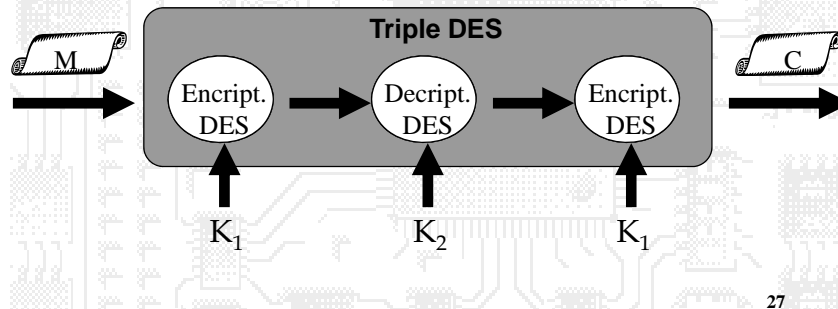 Triple DES
M
C
Encript. Decript. Encript.
DES DES DES
K₁ K₂ K₁
27